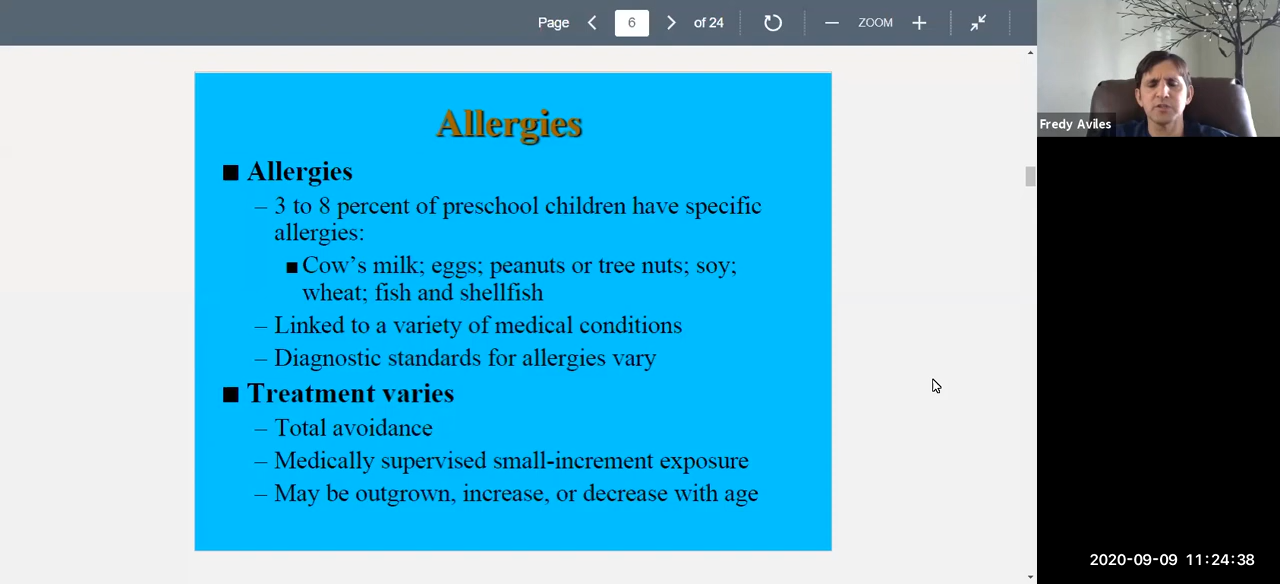 Page
6
of 24
ZOOM
Fredy Aviles
Allergies
■ Allergies
– 3 to 8 percent of preschool children have specific
allergies:
■ Cow’s milk; eggs; peanuts or tree nuts; soy;
wheat; fish and shellfish
– Linked to a variety of medical conditions
– Diagnostic standards for allergies vary
■ Treatment varies
– Total avoidance
– Medically supervised small-increment exposure
– May be outgrown, increase, or decrease with age
2020-09-09 11:24:38